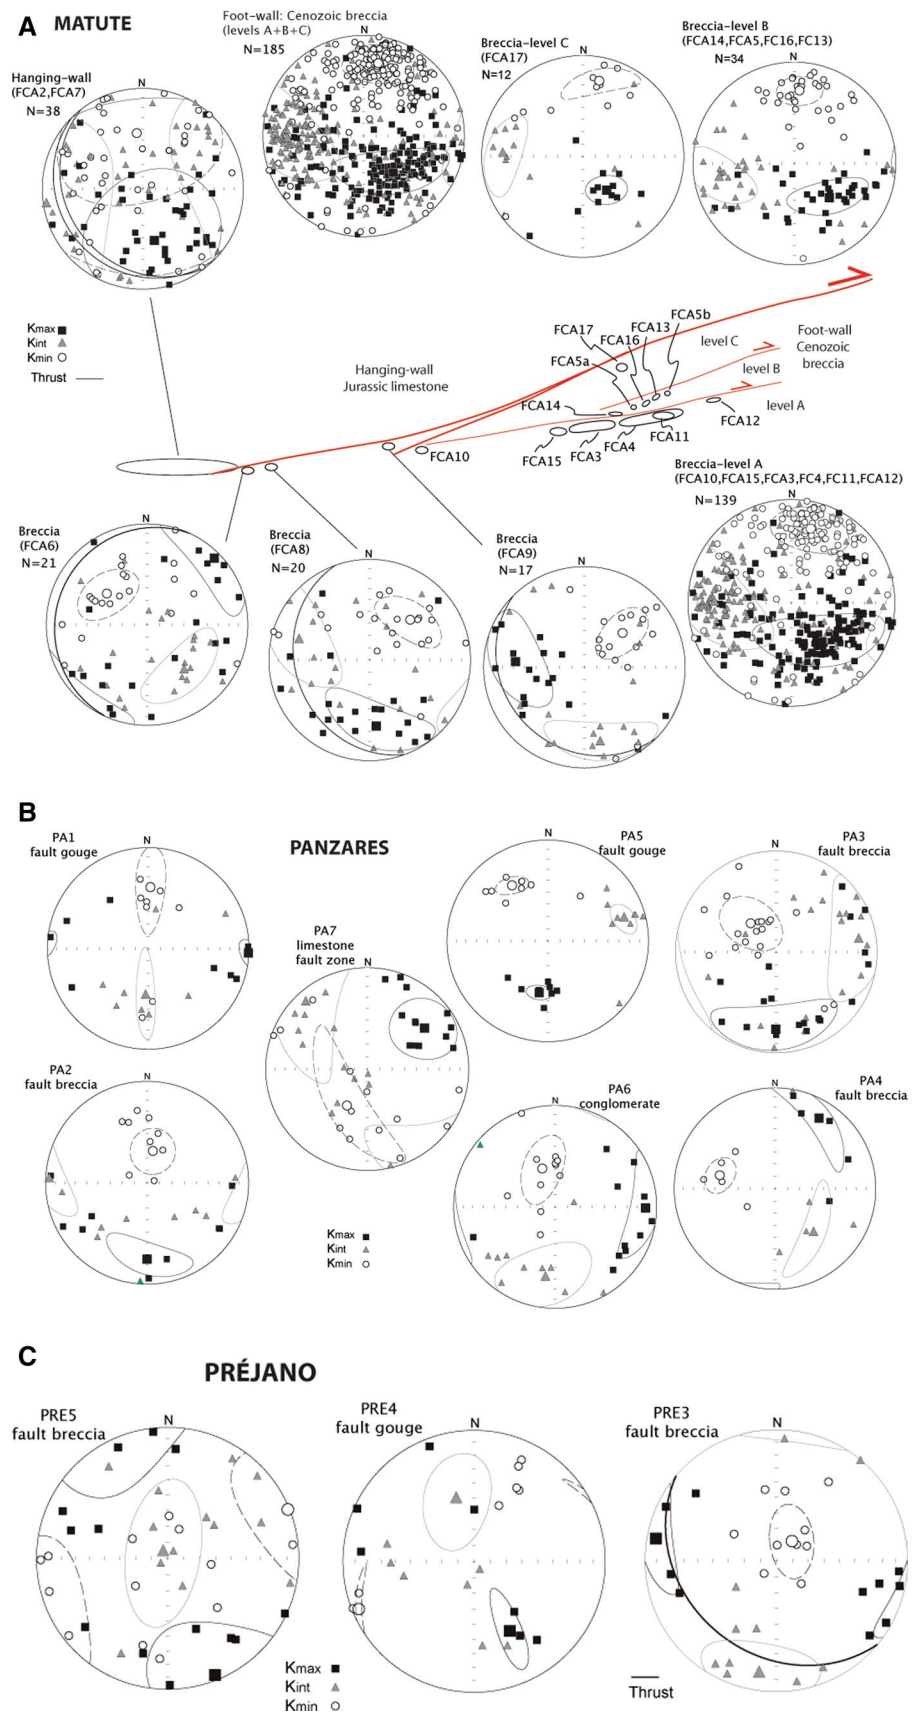 A MATUTE
Hanging-wall
(FCA2,FCA7)
N=38
N
Foot-wall: Cenozoic breccia
(levels A+B+C)
N=185
N
Breccia-level C
(FCA17)
N=12
N
Breccia-level B
(FCA14,FCA5,FC16,FC13)
N=34
N
Kmax
Kint
Kmin
Thrust
Hanging-wall
Jurassic limestone
FCA17
FCA5a
FCA16
FCA13
FCA5b
level C
level B
level A
Foot-wall
Cenozoic
breccia
FCA14
FCA10
FCA15
FCA3
FCA4
FCA11
FCA12
Breccia
(FCA6)
N=21
N
Breccia
(FCA8)
N=20
N
Breccia
(FCA9)
N=17
N
Breccia-level A
(FCA10,FCA15,FCA3,FC4,FC11,FCA12)
N=139
N
B
PANZARES
PA1
fault gouge
N
PA7
limestone
fault zone
N
PA5
fault gouge
N
PA3
fault breccia
N
PA2
fault breccia
N
PA6
conglomerate
N
PA4
fault breccia
N
Kmax
Kint
Kmin
C
PRÉJANO
PRE5
fault breccia
N
PRE4
fault gouge
N
PRE3
fault breccia
N
Kmax
Kint
Kmin
Thrust